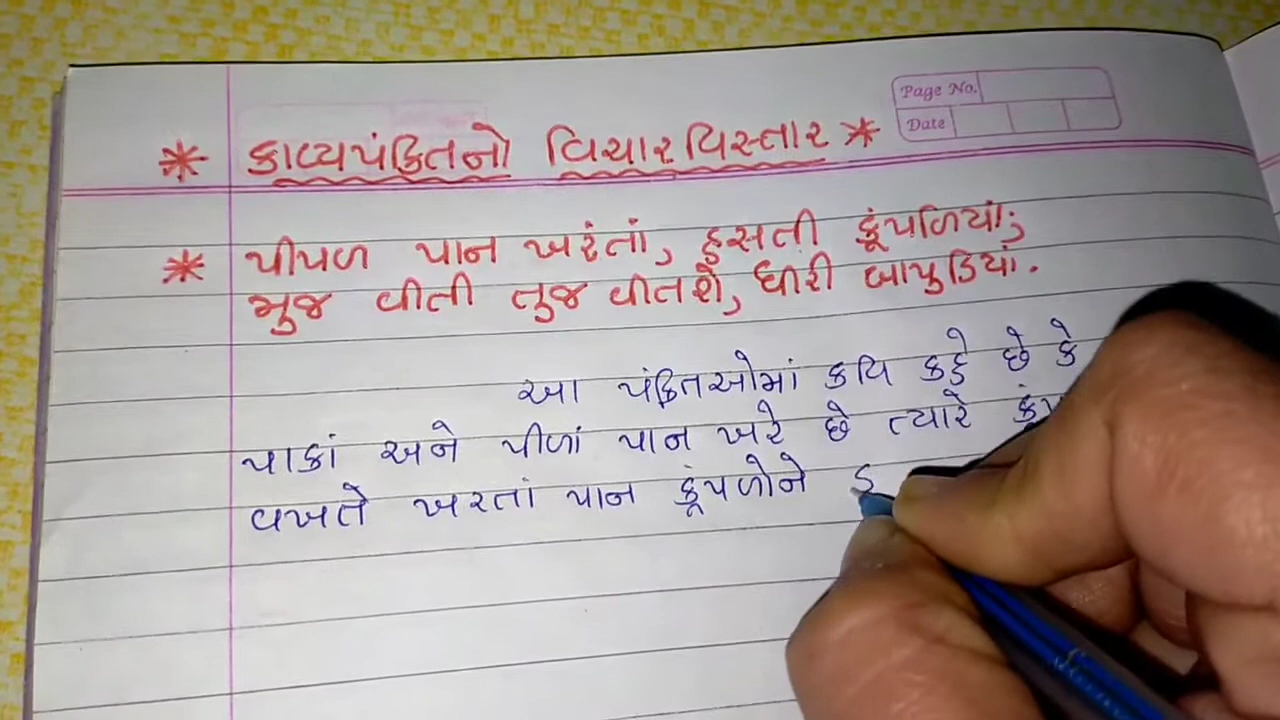 * કાવ્યપંક્તિનો વિચારવિસ્તાર *
Page No.
Date
* પીપળ પાન ખરંતાં, હસતી કૂંપળિયાં;
મુજ વીતી તુજ વીતશે, ધીરી બાપુડિયાં.
આ પંક્તિઓમાં કવિ કહે છે કે
પાકાં અને પીળાં પાન ખરે છે ત્યારે
વખતે ખરતાં પાન કૂંપળોને